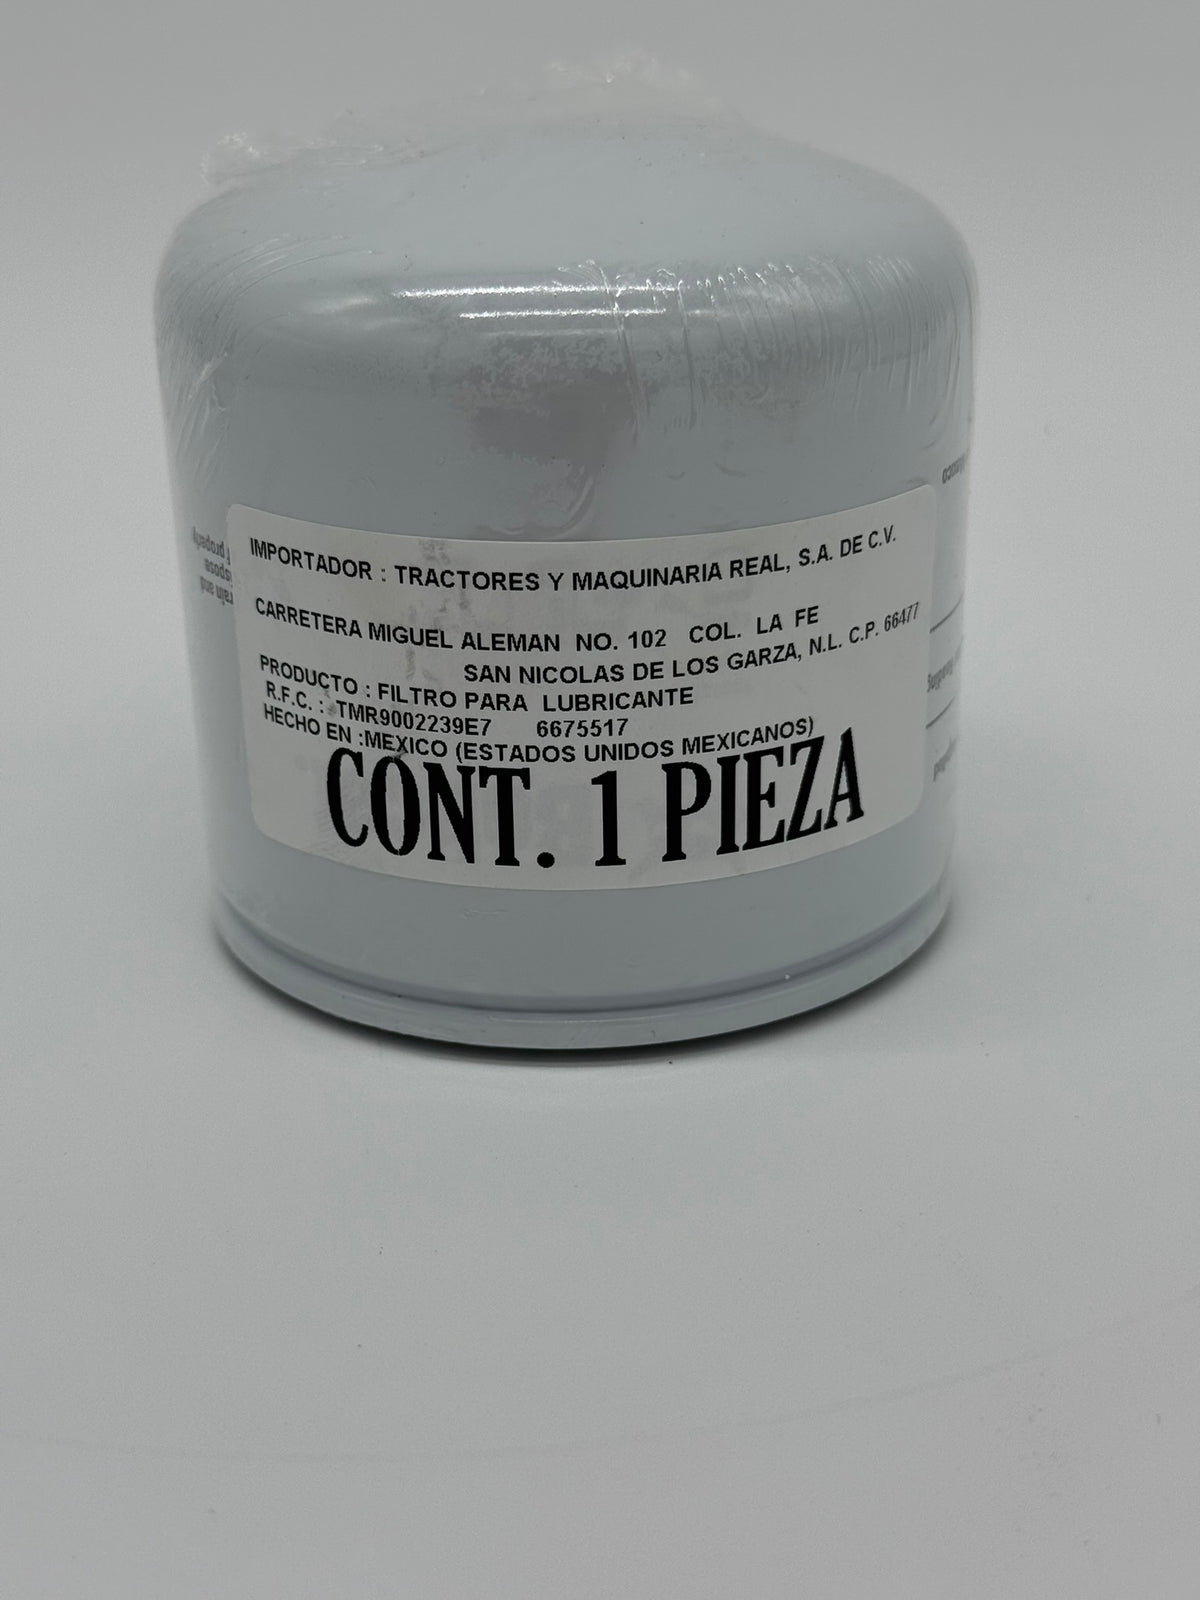 IMPORTADOR : TRACTORES Y MAQUINARIA REAL, S.A. DE C.V.
CARRETERA MIGUEL ALEMAN NO. 102 COL. LA FE
SAN NICOLAS DE LOS GARZA, N.L. C.P. 66477
PRODUCTO : FILTRO PARA LUBRICANTE
R.F.C. : TMR9002239E7 6675517
HECHO EN :MEXICO (ESTADOS UNIDOS MEXICANOS)
CONT. 1 PIEZA